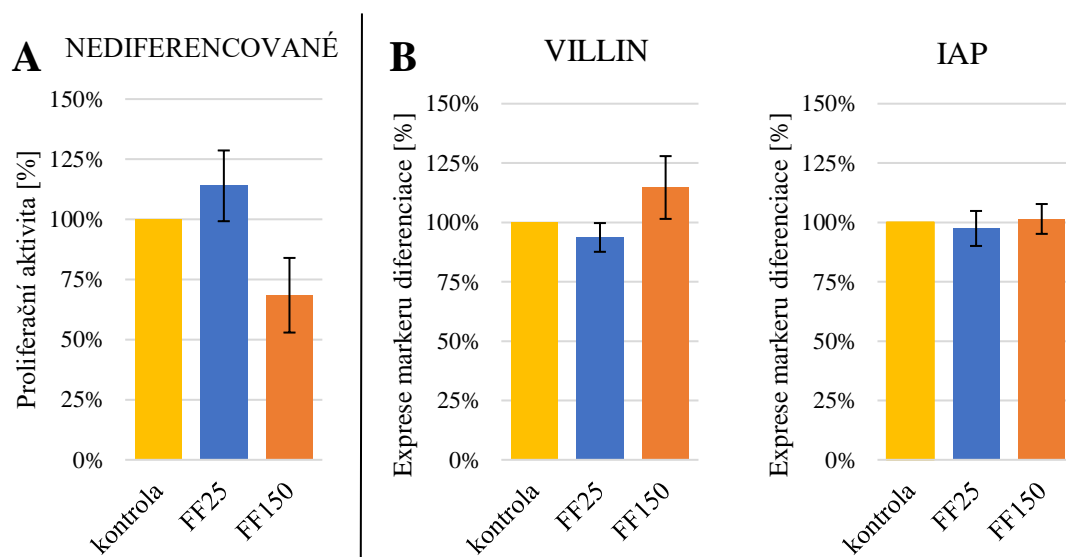 A
NEDIFERENCOVANÉ
Proliferační aktivita [%]
150%
125%
100%
75%
50%
25%
0%
kontrola
FF25
FF150
B
VILLIN
Exprese markeru diferenciace [%]
150%
125%
100%
75%
50%
25%
0%
kontrola
FF25
FF150
IAP
Exprese markeru diferenciace [%]
150%
125%
100%
75%
50%
25%
0%
kontrola
FF25
FF150